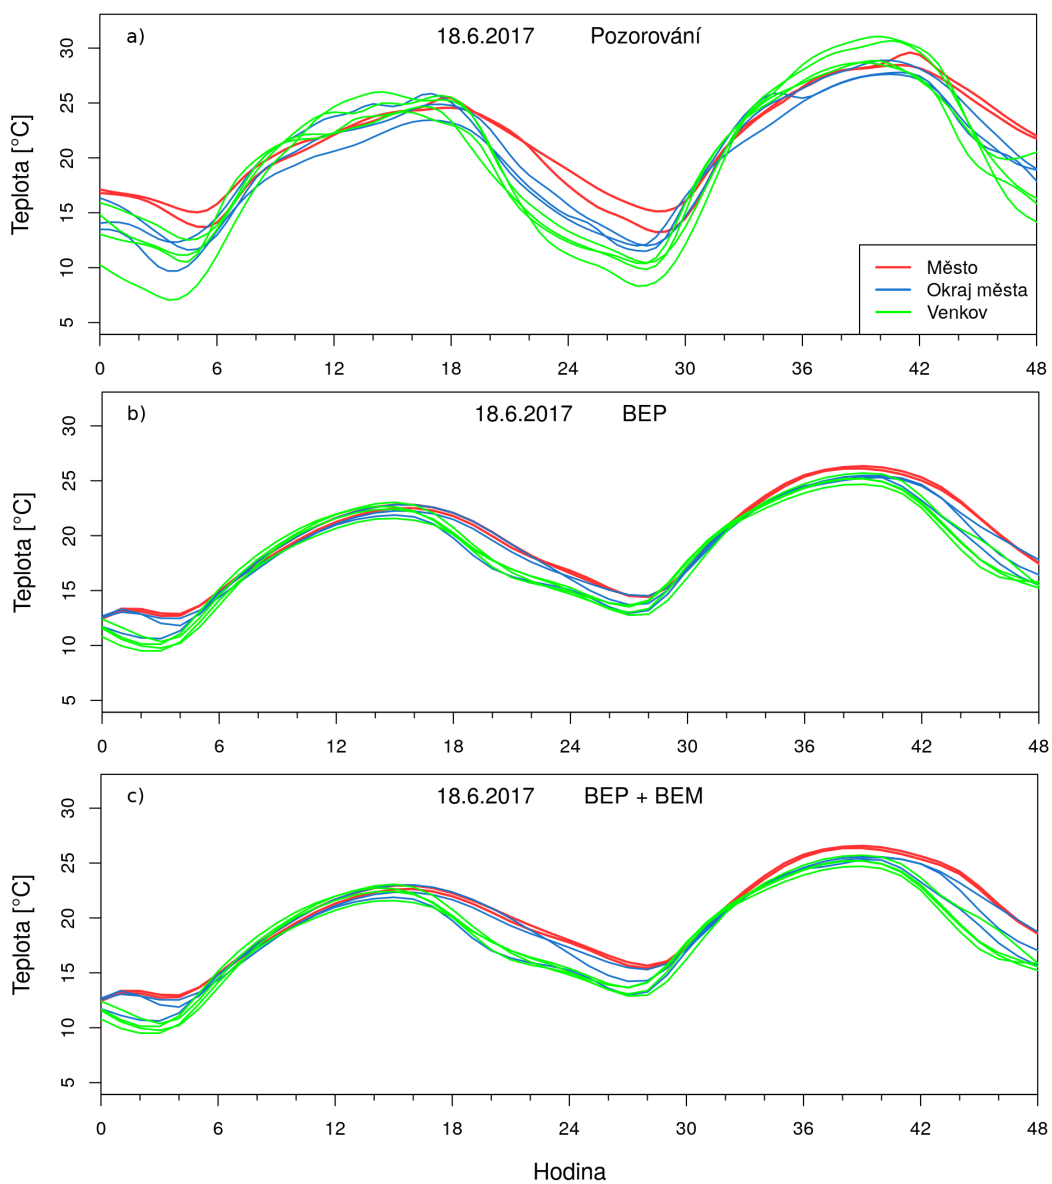 a) 18.6.2017 Pozorování
Teplota [°C]
30
25
20
15
10
5
Město
Okraj města
Venkov
0 6 12 18 24 30 36 42 48
b) 18.6.2017 BEP
Teplota [°C]
30
25
20
15
10
5
0 6 12 18 24 30 36 42 48
c) 18.6.2017 BEP + BEM
Teplota [°C]
30
25
20
15
10
5
0 6 12 18 24 30 36 42 48
Hodina